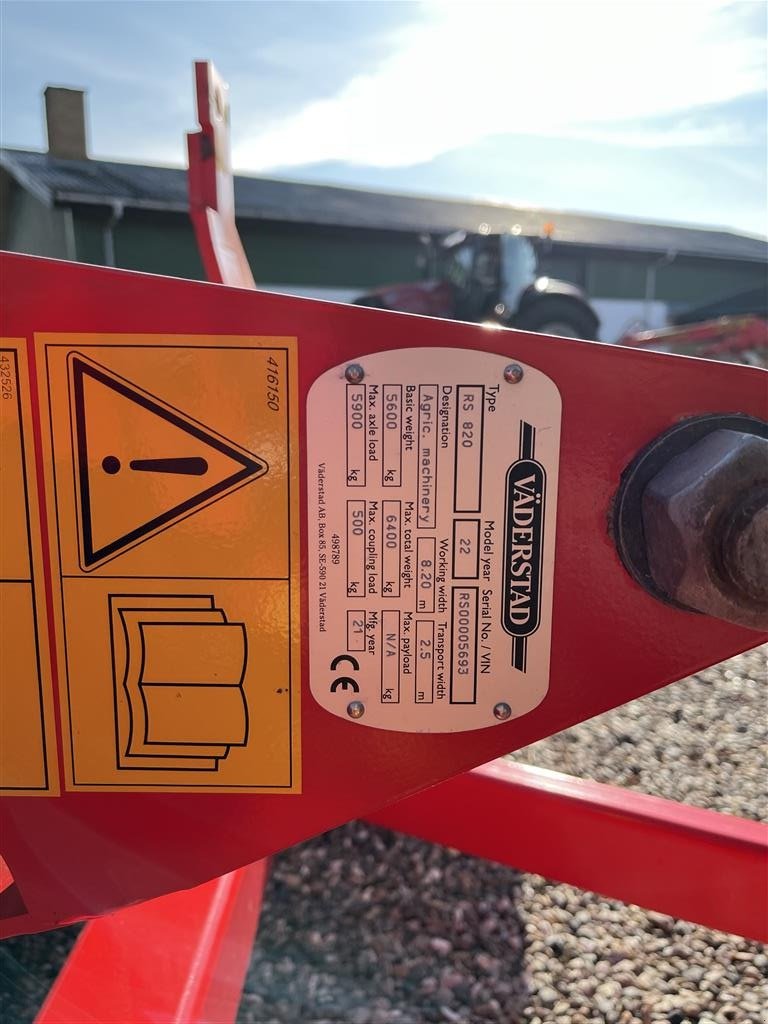 432526
416150
VÄDERSTAD
Type Model year Serial No. / VIN
RS 820 22 RS00005693
Designation Working width Transport width
Agric. machinery 8.20 m 2.5 m
Basic weight Max. total weight Max. payload
5600 kg 6400 kg N/A kg
Max. axle load Max. coupling load Mfg. year
5900 kg 500 kg 21
498789 CE
Väderstad AB, Box 85, SE-590 21 Väderstad